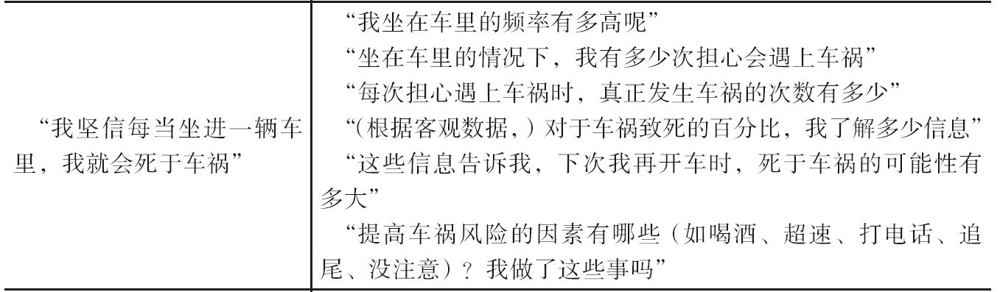 “我坚信每当坐进一辆车
里，我就会死于车祸”
“我坐在车里的频率有多高呢”
“坐在车里的情况下，我有多少次担心会遇上车祸”
“每次担心遇上车祸时，真正发生车祸的次数有多少”
“（根据客观数据，）对于车祸致死的百分比，我了解多少信息”
“这些信息告诉我，下次我再开车时，死于车祸的可能性有
多大”
“提高车祸风险的因素有哪些（如喝酒、超速、打电话、追
尾、没注意）？我做了这些事吗”